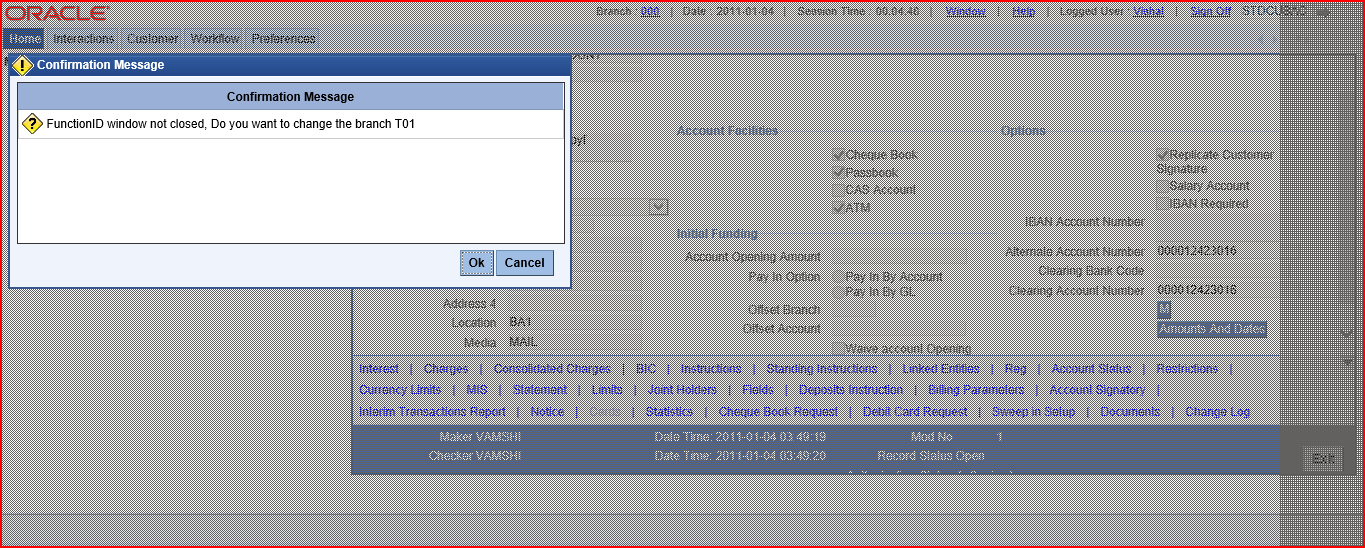 ORACLE
Branch : 000 | Date : 2011-01-04 | Session Time : 00:04:46 | Window | Help | Logged User : Vishal | Sign Off
Home Interactions Customer Workflow Preferences
Confirmation Message
Confirmation Message
FunctionID window not closed, Do you want to change the branch T01
Ok Cancel
Account Facilities
Cheque Book
Passbook
CAS Account
ATM
Options
Replicate Customer
Signature
Salary Account
IBAN Required
IBAN Account Number
Initial Funding
Account Opening Amount
Pay In Option Pay In By Account
Pay In By GL
Offset Branch
Offset Account
Waive account Opening
Alternate Account Number 000012423016
Clearing Bank Code
Clearing Account Number 000012423016
M
Amounts And Dates
Address 4
Location BA1
Media MAIL
Interest | Charges | Consolidated Charges | BIC | Instructions | Standing Instructions | Linked Entities | Reg | Account Status | Restrictions |
Currency Limits | MIS | Statement | Limits | Joint Holders | Fields | Deposits Instruction | Billing Parameters | Account Signatory |
Interim Transactions Report | Notice | Cards | Statistics | Cheque Book Request | Debit Card Request | Sweep in Setup | Documents | Change Log
Maker VAMSHI Date Time: 2011-01-04 03:49:19 Mod No 1
Checker VAMSHI Date Time: 2011-01-04 03:49:20 Record Status Open
Exit